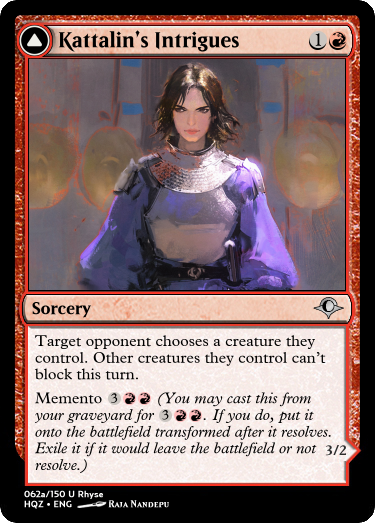 Kattalin's Intrigues 1
Sorcery
Target opponent chooses a creature they
control. Other creatures they control can't
block this turn.
Memento 3 (You may cast this from
your graveyard for 3. If you do, put it
onto the battlefield transformed after it resolves.
Exile it if it would leave the battlefield or not
resolve.)
3/2
062a/150 U Rhyse
HQZ • ENG Raja Nandepu